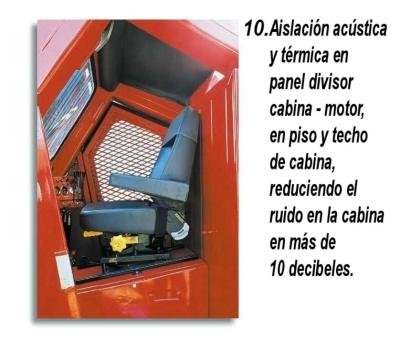 10. Aislación acústica
y térmica en
panel divisor
cabina - motor,
en piso y techo
de cabina,
reduciendo el
ruido en la cabina
en más de
10 decibeles.